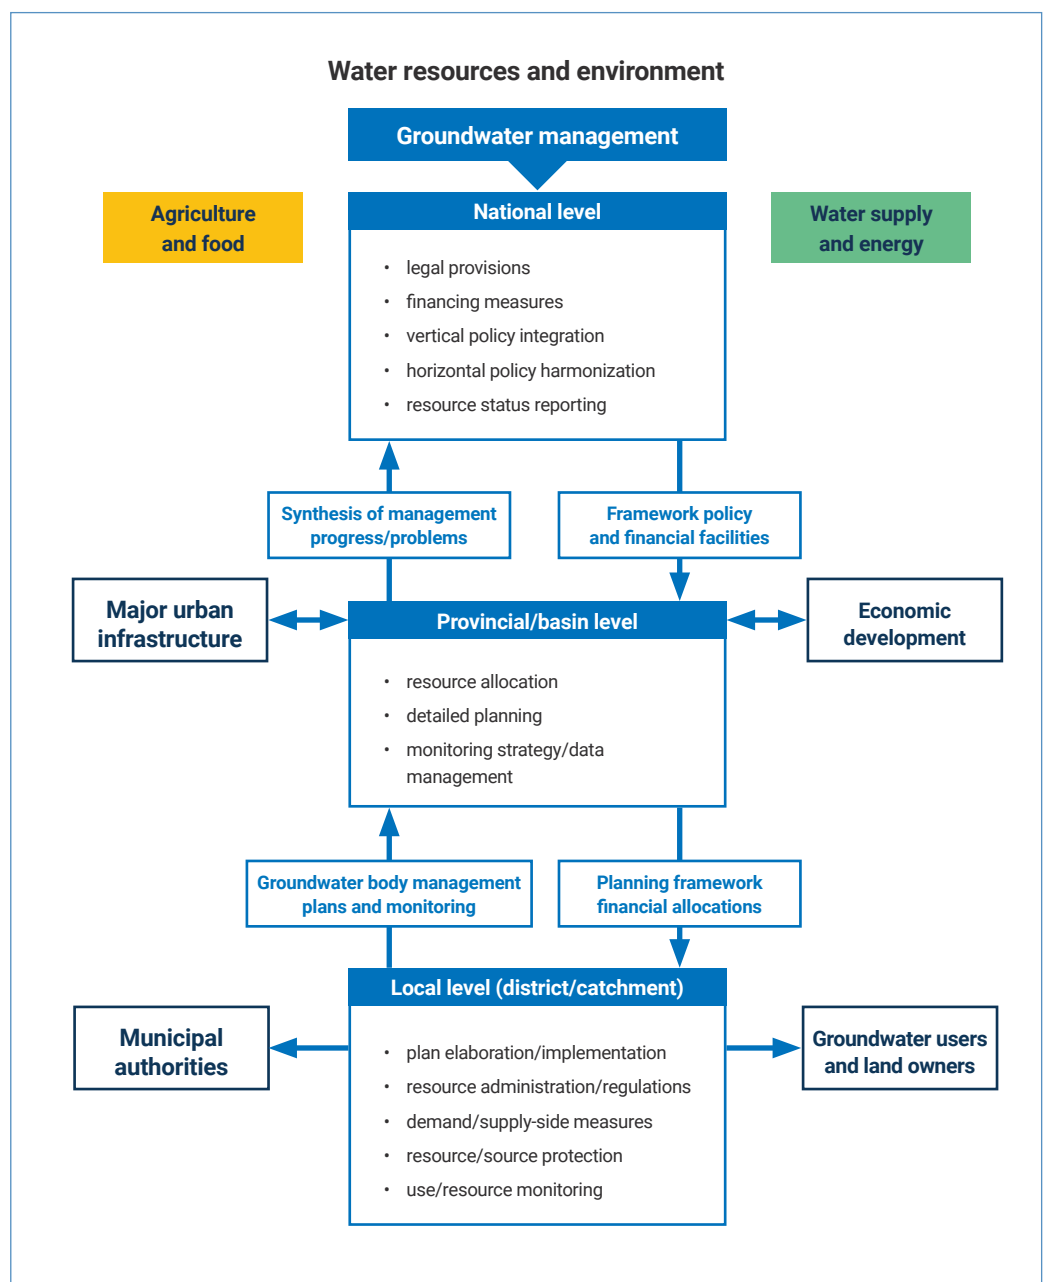 Water resources and environment
Groundwater management
Agriculture
and food
National level
Water supply
and energy
• legal provisions
• financing measures
• vertical policy integration
• horizontal policy harmonization
• resource status reporting
Synthesis of management
progress/problems
Framework policy
and financial facilities
Major urban
infrastructure
Provincial/basin level
Economic
development
• resource allocation
• detailed planning
• monitoring strategy/data
management
Groundwater body management
plans and monitoring
Planning framework
financial allocations
Local level (district/catchment)
Municipal
authorities
Groundwater users
and land owners
• plan elaboration/implementation
• resource administration/regulations
• demand/supply-side measures
• resource/source protection
• use/resource monitoring